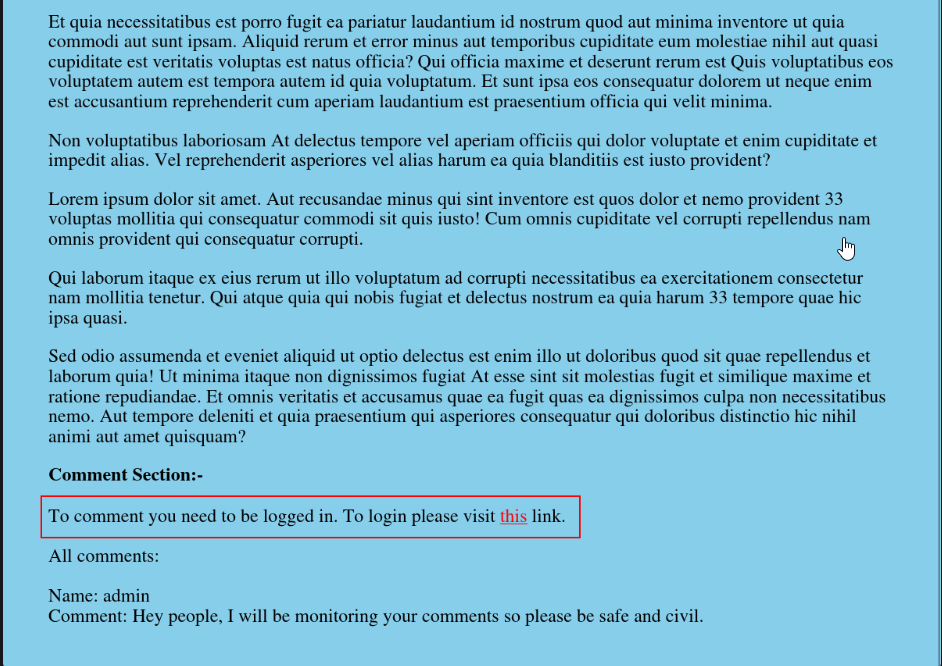 Et quia necessitatibus est porro fugit ea pariatur laudantium id nostrum quod aut minima inventore ut quia
commodi aut sunt ipsam. Aliquid rerum et error minus aut temporibus cupiditate eum molestiae nihil aut quasi
cupiditate est veritatis voluptas est natus officia? Qui officia maxime et deserunt rerum est Quis voluptatibus eos
voluptatem autem est tempora autem id quia voluptatum. Et sunt ipsa eos consequatur dolorem ut neque enim
est accusantium reprehenderit cum aperiam laudantium est praesentium officia qui velit minima.
Non voluptatibus laboriosam At delectus tempore vel aperiam officiis qui dolor voluptate et enim cupiditate et
impedit alias. Vel reprehenderit asperiores vel alias harum ea quia blanditiis est iusto provident?
Lorem ipsum dolor sit amet. Aut recusandae minus qui sint inventore est quos dolor et nemo provident 33
voluptas mollitia qui consequatur commodi sit quis iusto! Cum omnis cupiditate vel corrupti repellendus nam
omnis provident qui consequatur corrupti.
Qui laborum itaque ex eius rerum ut illo voluptatum ad corrupti necessitatibus ea exercitationem consectetur
nam mollitia tenetur. Qui atque quia qui nobis fugiat et delectus nostrum ea quia harum 33 tempore quae hic
ipsa quasi.
Sed odio assumenda et eveniet aliquid ut optio delectus est enim illo ut doloribus quod sit quae repellendus et
laborum quia! Ut minima itaque non dignissimos fugiat At esse sint sit molestias fugit et similique maxime et
ratione repudiandae. Et omnis veritatis et accusamus quae ea fugit quas ea dignissimos culpa non necessitatibus
nemo. Aut tempore deleniti et quia praesentium qui asperiores consequatur qui doloribus distinctio hic nihil
animi aut amet quisquam?
Comment Section:-
To comment you need to be logged in. To login please visit this link.
All comments:
Name: admin
Comment: Hey people, I will be monitoring your comments so please be safe and civil.